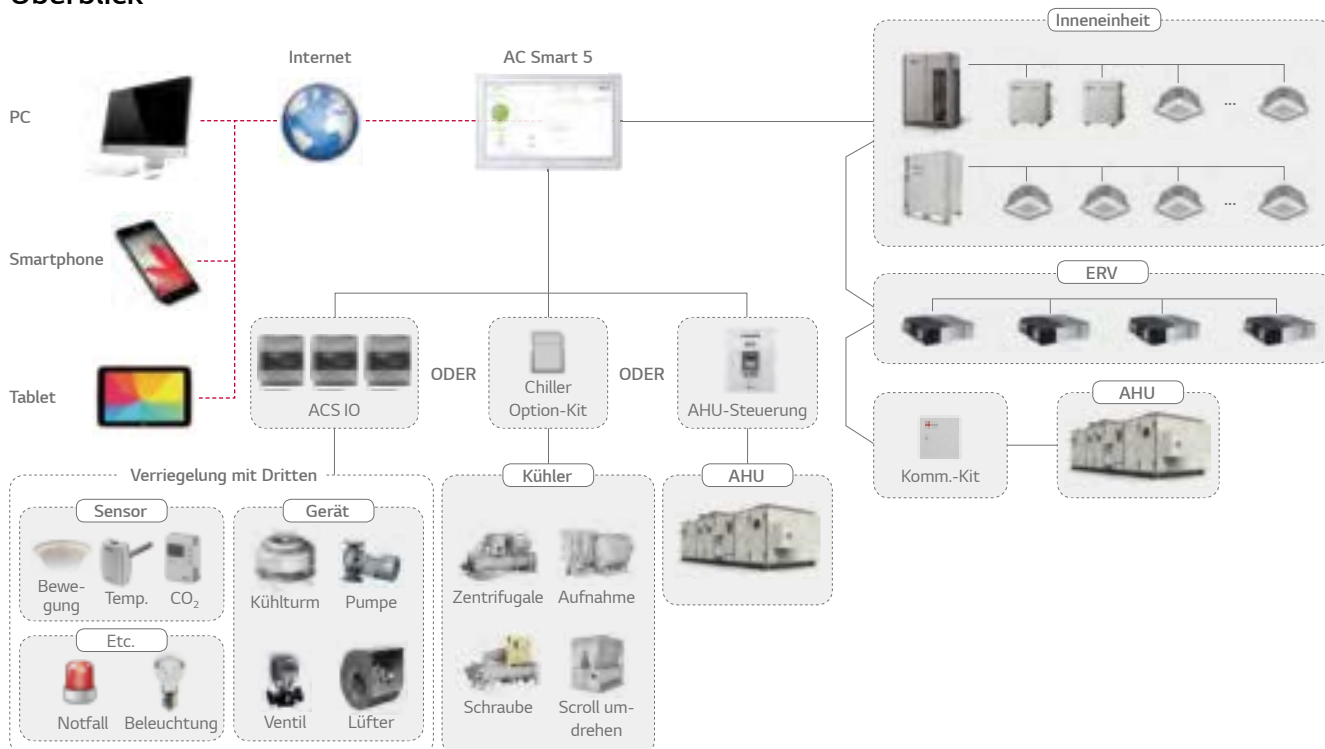 Überblick
Inneneinheit
Internet
AC Smart 5
PC
...
...
Smartphone
ERV
ODER
ODER
ACS IO
Chiller
Option-Kit
AHU-Steuerung
Tablet
AHU
Komm.-Kit
Verriegelung mit Dritten
Kühler
AHU
Sensor
Gerät
Bewe-
gung
Temp.
CO₂
Kühlturm
Pumpe
Zentrifugale
Aufnahme
Etc.
Notfall
Beleuchtung
Ventil
Lüfter
Schraube
Scroll um-
drehen